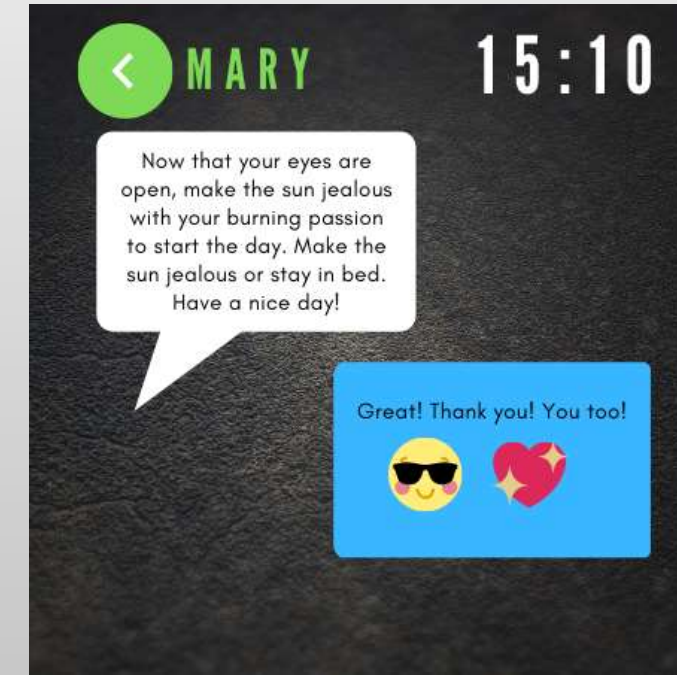 MARY
15:10
Now that your eyes are
open, make the sun jealous
with your burning passion
to start the day. Make the
sun jealous or stay in bed.
Have a nice day!
Great! Thank you! You too!